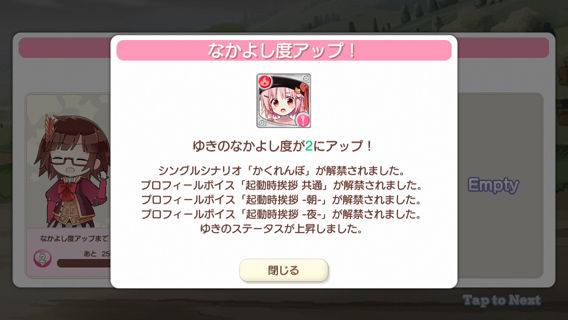 なかよし度アップ！
ゆきのなかよし度が2にアップ！
シングルシナリオ「かくれんぼ」が解禁されました。
プロフィールボイス「起動時挨拶 共通」が解禁されました。
プロフィールボイス「起動時挨拶 -朝-」が解禁されました。
プロフィールボイス「起動時挨拶 -夜-」が解禁されました。
ゆきのステータスが上昇しました。
閉じる
なかよし度アップまで
あと 25
Empty
Tap to Next